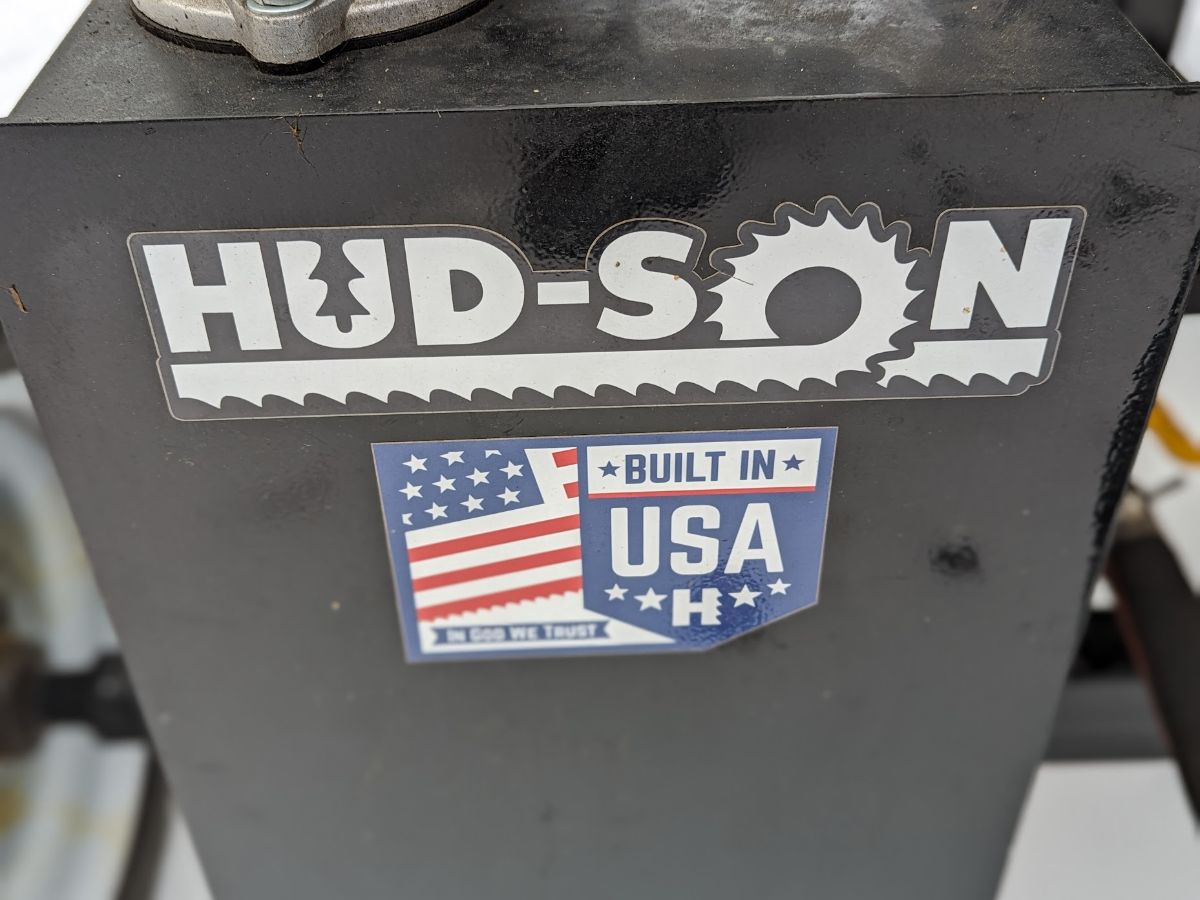 HUD-SON
BUILT IN
USA
H
IN GOD WE TRUST